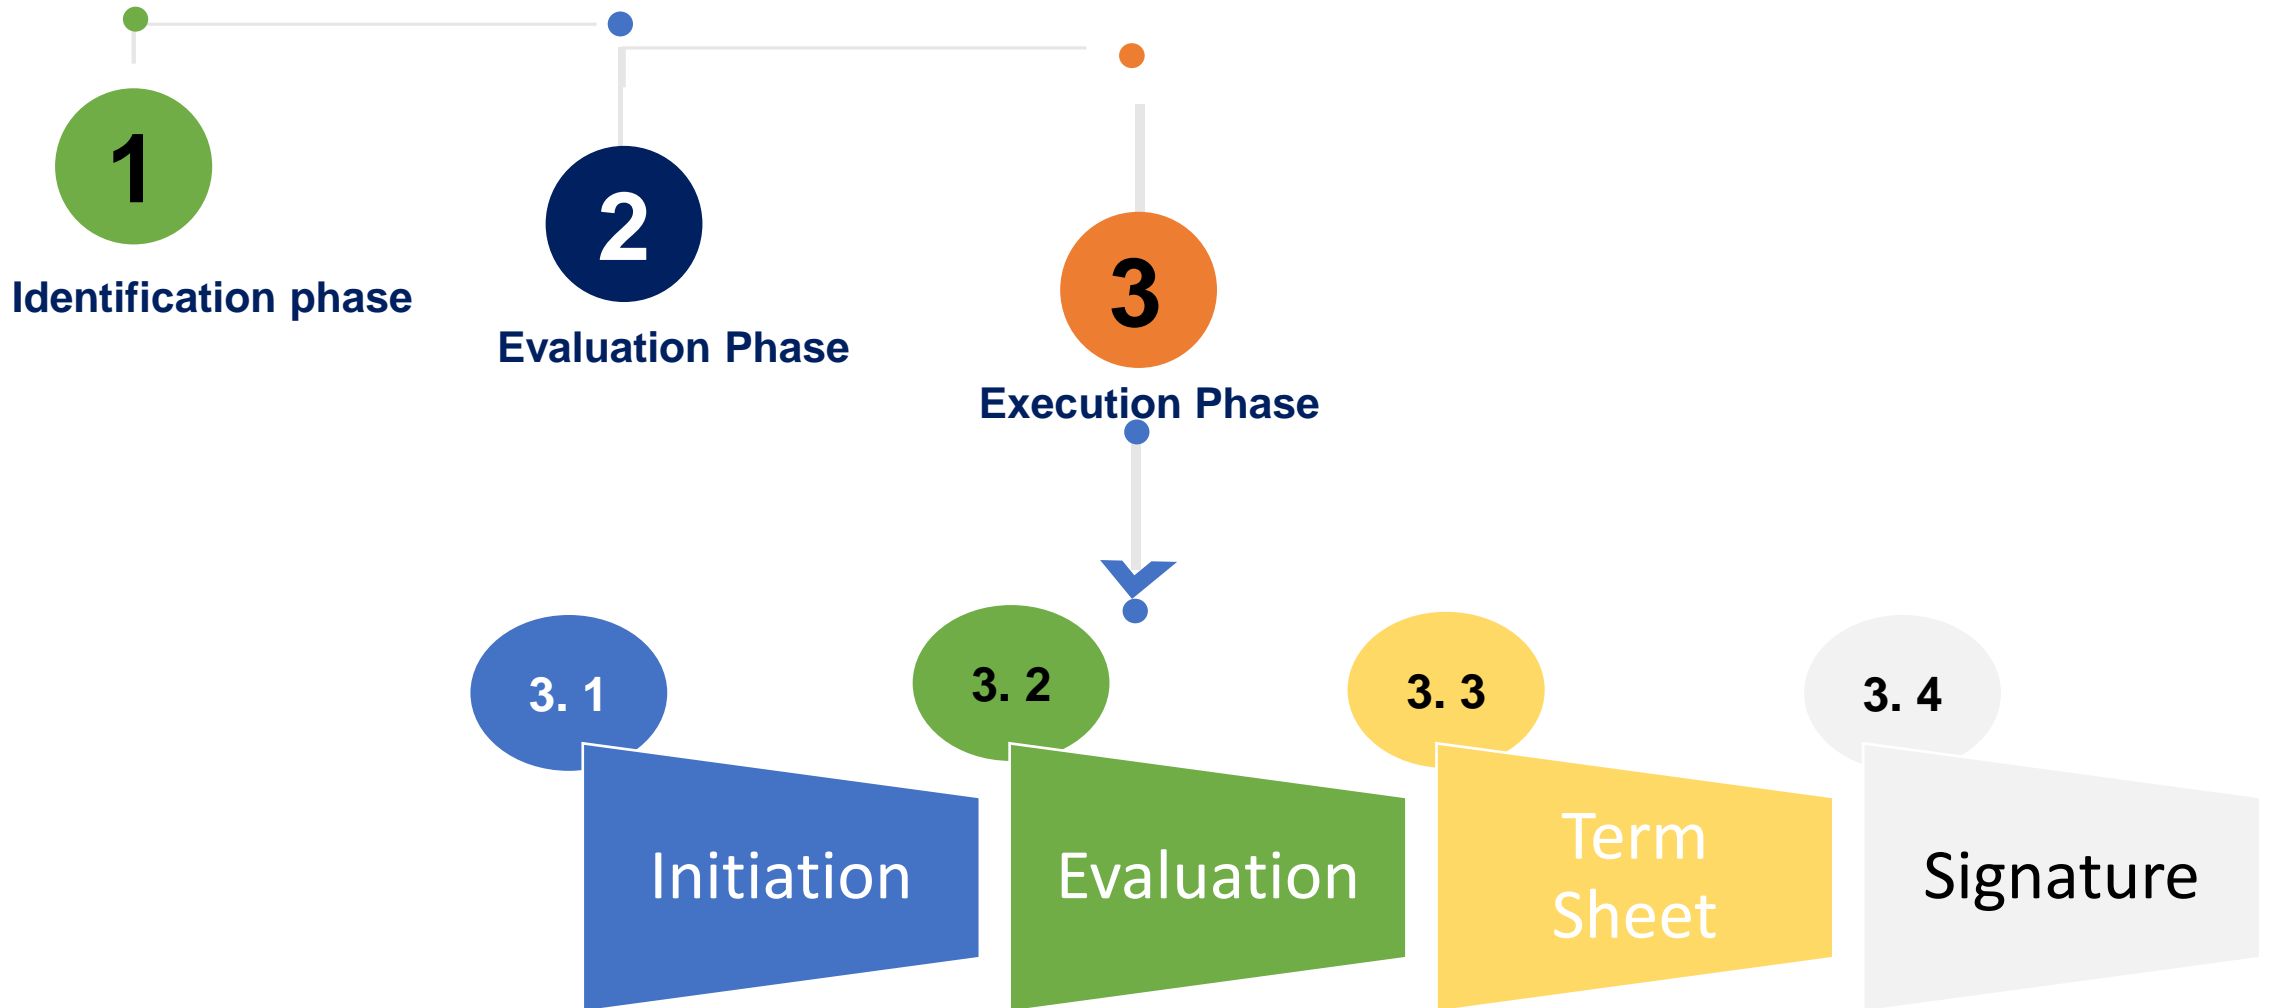 1
Identification phase
2
Evaluation Phase
3
Execution Phase
3. 1
Initiation
3. 2
Evaluation
3. 3
Term
Sheet
3. 4
Signature